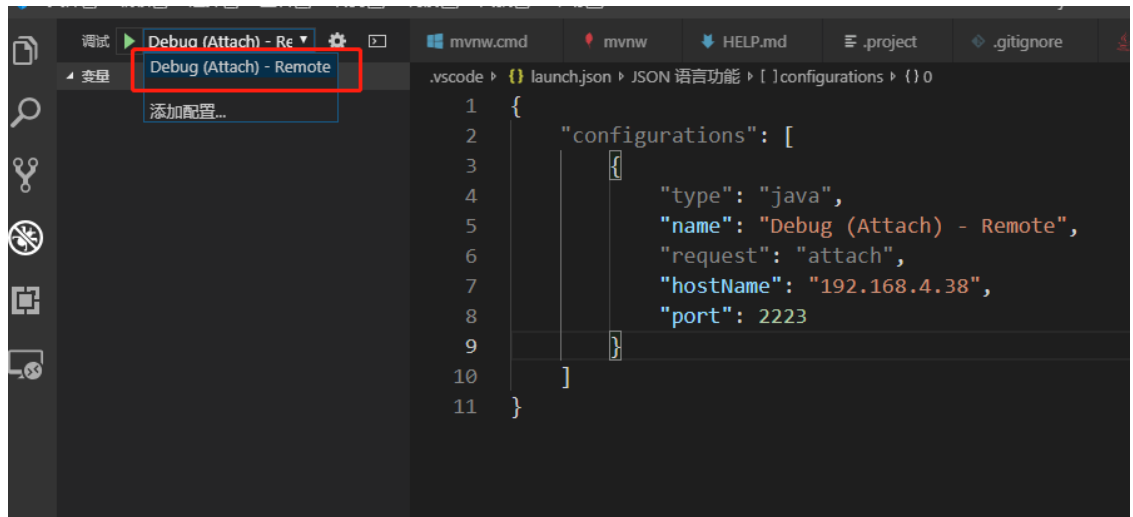 调试 Debug (Attach) - Re
Debug (Attach) - Remote
变量
添加配置...
mvnw.cmd mvnw HELP.md .project .gitignore
.vscode {} launch.json JSON 语言功能 [ ] configurations {} 0
1 {
2 "configurations": [
3 {
4 "type": "java",
5 "name": "Debug (Attach) - Remote",
6 "request": "attach",
7 "hostName": "192.168.4.38",
8 "port": 2223
9 }
10 ]
11 }